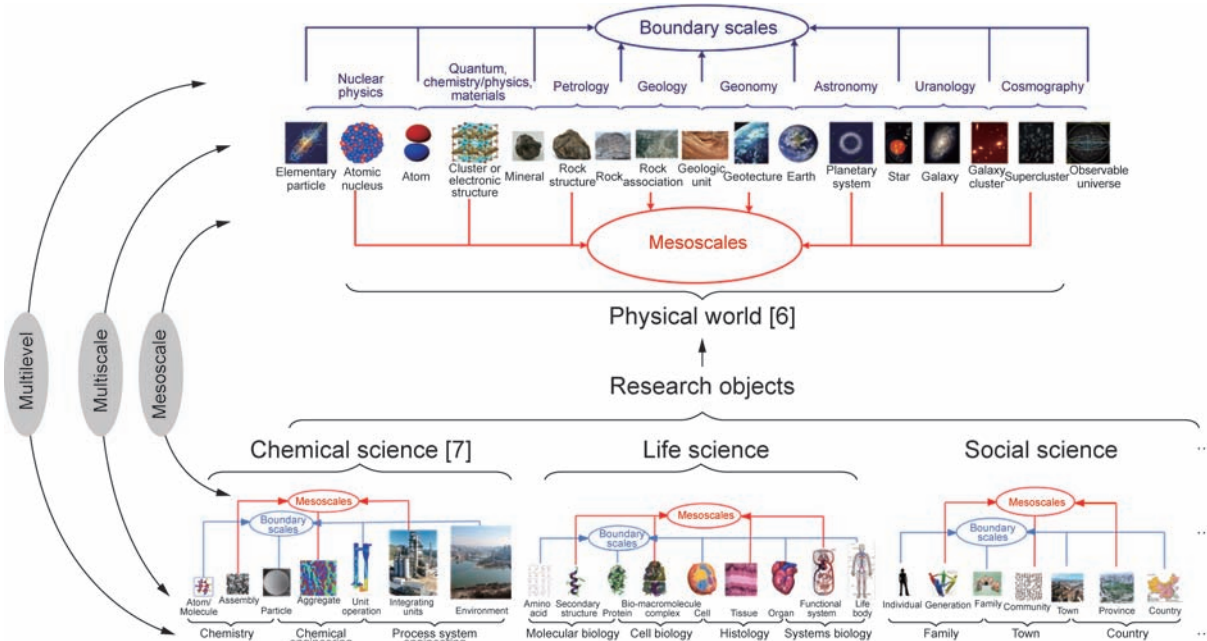 Boundary scales
Nuclear
physics
Quantum,
chemistry/physics,
materials
Petrology
Geology
Geonomy
Astronomy
Uranology
Cosmography
Elementary
particle
Atomic
nucleus
Atom
Cluster or
electronic
structure
Mineral
Rock
structure
Rock
Rock
association
Geologic
unit
Geotecture
Earth
Planetary
system
Star
Galaxy
Galaxy
cluster
Supercluster
Observable
universe
Mesoscales
Physical world [6]
Multilevel
Multiscale
Mesoscale
Research objects
Chemical science [7]
Life science
Social science
...
Mesoscales
Boundary
scales
Atom/
Molecule
Assembly
Particle
Aggregate
Unit
operation
Integrating
units
Environment
Chemistry
Chemical
engineering
Process system
engineering
Mesoscales
Boundary
scales
Amino
acid
Secondary
structure
Protein
Bio-macromolecule
complex
Cell
Tissue
Organ
Functional
system
Life
body
Molecular biology
Cell biology
Histology
Systems biology
Mesoscales
Boundary
scales
...
Individual
Generation
Family
Community
Town
Province
Country
Family
Town
Country
...